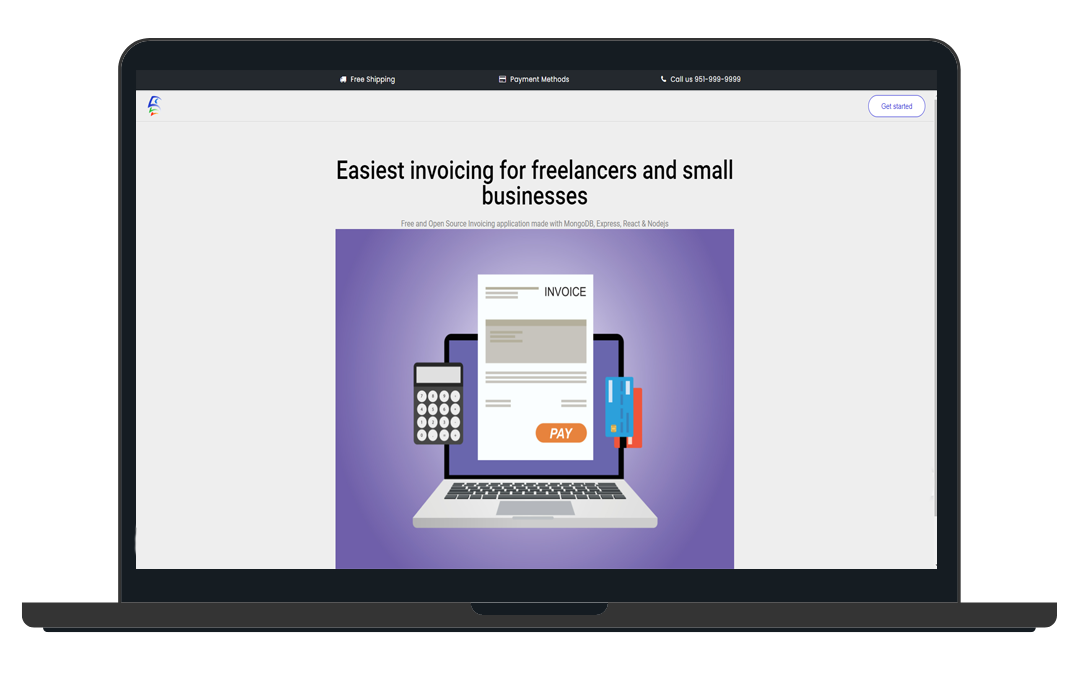 Free Shipping
Payment Methods
Call us 951-999-9999
Get started
Easiest invoicing for freelancers and small
businesses
Free and Open Source Invoicing application made with MongoDB, Express, React & Nodejs
INVOICE
PAY